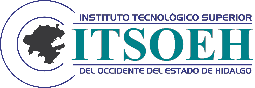 INSTITUTO TECNOLÓGICO SUPERIOR
ITSOEH
DEL OCCIDENTE DEL ESTADO DE HIDALGO